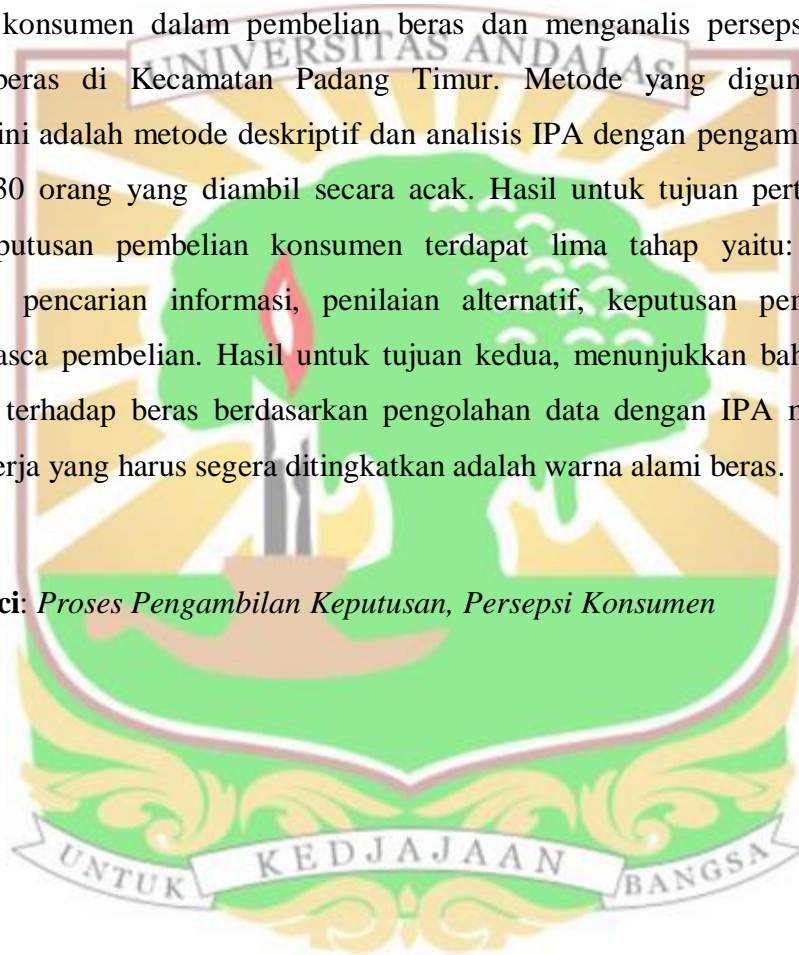 konsumen dalam pembelian beras dan menganalis perseps
UNIVERSITAS ANDALAS
beras di Kecamatan Padang Timur. Metode yang digun
ini adalah metode deskriptif dan analisis IPA dengan pengamb
30 orang yang diambil secara acak. Hasil untuk tujuan pert
putusan pembelian konsumen terdapat lima tahap yaitu:
pencarian informasi, penilaian alternatif, keputusan pen
asca pembelian. Hasil untuk tujuan kedua, menunjukkan bah
terhadap beras berdasarkan pengolahan data dengan IPA m
erja yang harus segera ditingkatkan adalah warna alami beras.
ci: Proses Pengambilan Keputusan, Persepsi Konsumen
UNTUK KEDJAJAAN BANGSA